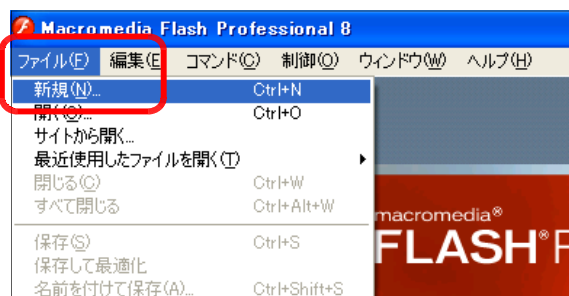 Macromedia Flash Professional 8
ファイル(F) 編集(E コマンド(C) 制御(O) ウィンドウ(W) ヘルプ(H)
新規(N)... Ctrl+N
開く(O)... Ctrl+O
サイトから開く...
最近使用したファイルを開く(T)
閉じる(C) Ctrl+W
すべて閉じる Ctrl+Alt+W
保存(S) Ctrl+S
保存して最適化
名前を付けて保存(A)... Ctrl+Shift+S
macromedia®
FLASH® P